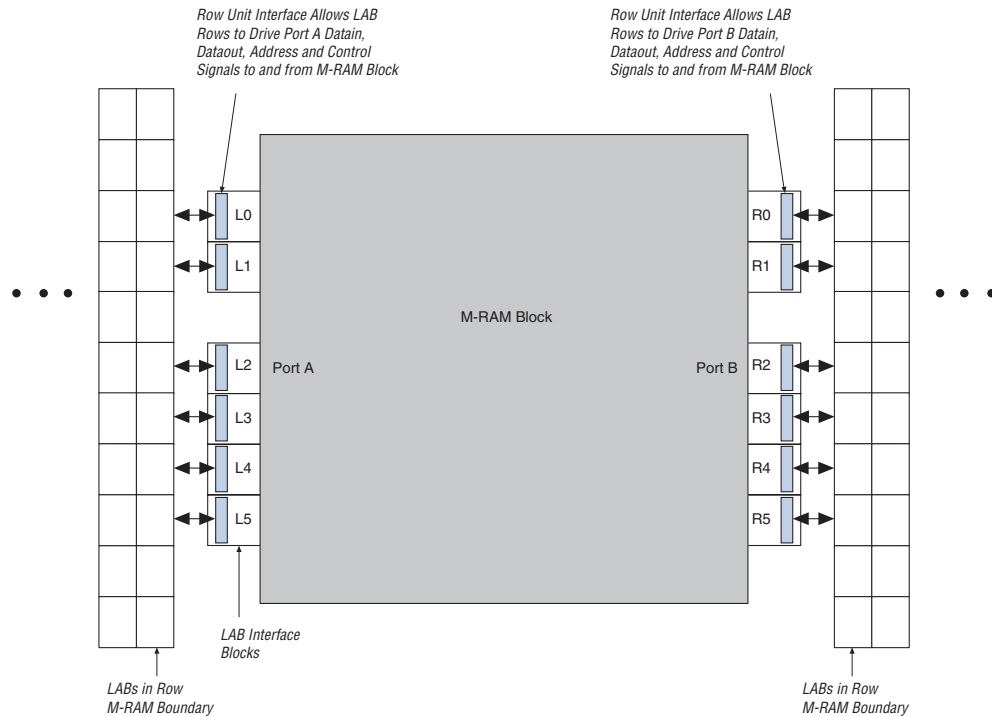 Row Unit Interface Allows LAB
Rows to Drive Port A Datain,
Dataout, Address and Control
Signals to and from M-RAM Block
Row Unit Interface Allows LAB
Rows to Drive Port B Datain,
Dataout, Address and Control
Signals to and from M-RAM Block
L0
R0
L1
R1
M-RAM Block
L2
Port A
Port B
R2
L3
R3
L4
R4
L5
R5
LAB Interface
Blocks
LABs in Row
M-RAM Boundary
LABs in Row
M-RAM Boundary